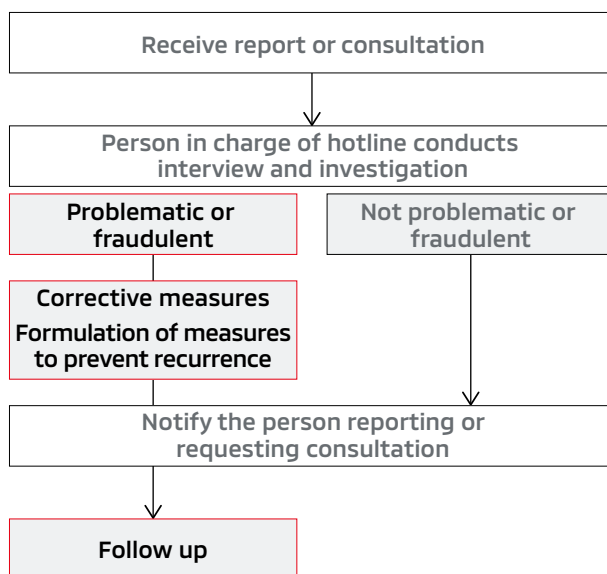 Receive report or consultation
Person in charge of hotline conducts
interview and investigation
Problematic or
fraudulent
Not problematic or
fraudulent
Corrective measures
Formulation of measures
to prevent recurrence
Notify the person reporting or
requesting consultation
Follow up